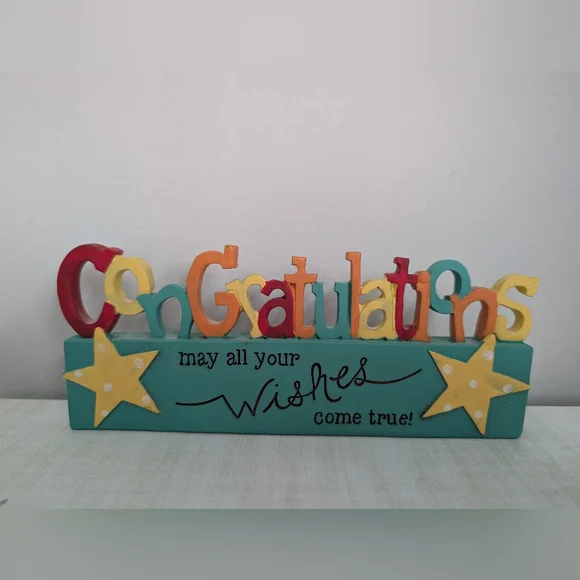 ConGratulations
may all your
Wishes
come true!